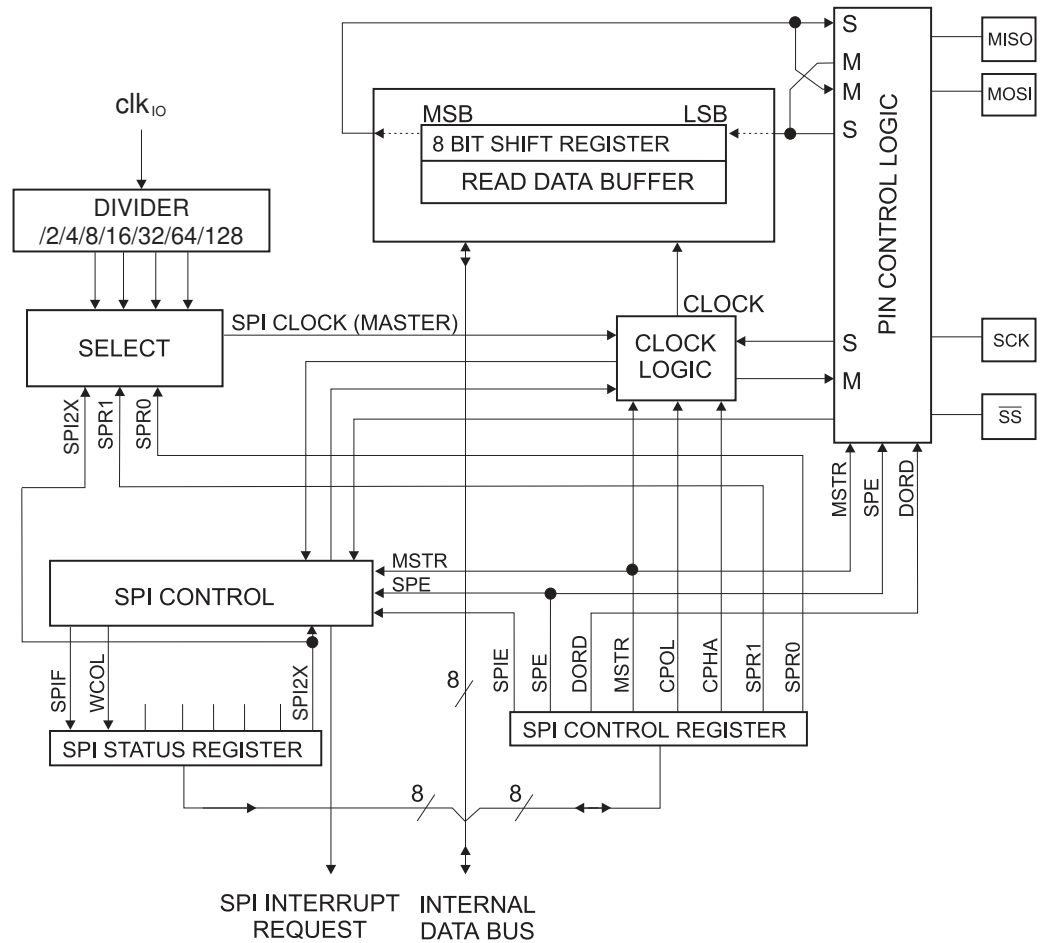 S
MISO
M
clk IO
MSB
LSB
M
MOSI
8 BIT SHIFT REGISTER
S
READ DATA BUFFER
PIN CONTROL LOGIC
DIVIDER
/2/4/8/16/32/64/128
CLOCK
SPI CLOCK (MASTER)
SELECT
CLOCK
LOGIC
S
SCK
M
SPI2X
SPR1
SPR0
SS
MSTR
SPE
DORD
MSTR
SPE
SPI CONTROL
SPIF
WCOL
SPI2X
8
SPIE
SPE
DORD
MSTR
CPOL
CPHA
SPR1
SPR0
SPI STATUS REGISTER
SPI CONTROL REGISTER
8
8
SPI INTERRUPT
REQUEST
INTERNAL
DATA BUS